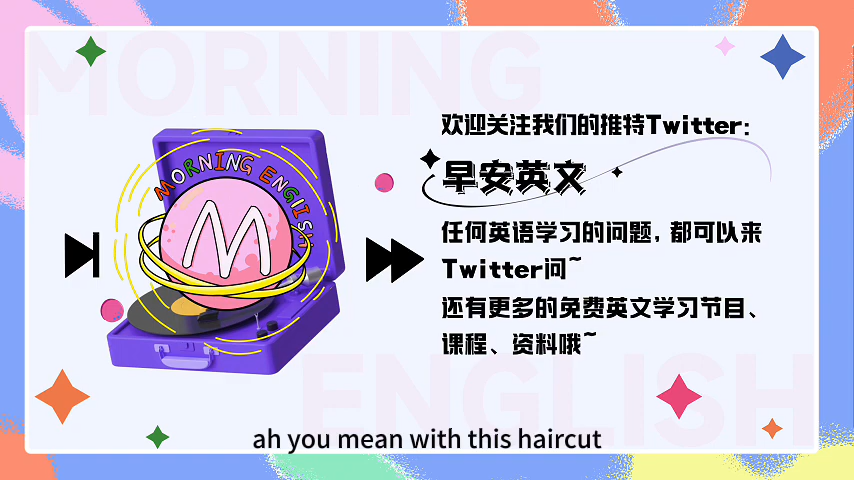 MORNING
欢迎关注我们的推特Twitter:
早安英文
MORNING ENGLISH
M
任何英语学习的问题,都可以来
Twitter问~
还有更多的免费英文学习节目、
课程、资料哦~
ENGLISH
ah you mean with this haircut